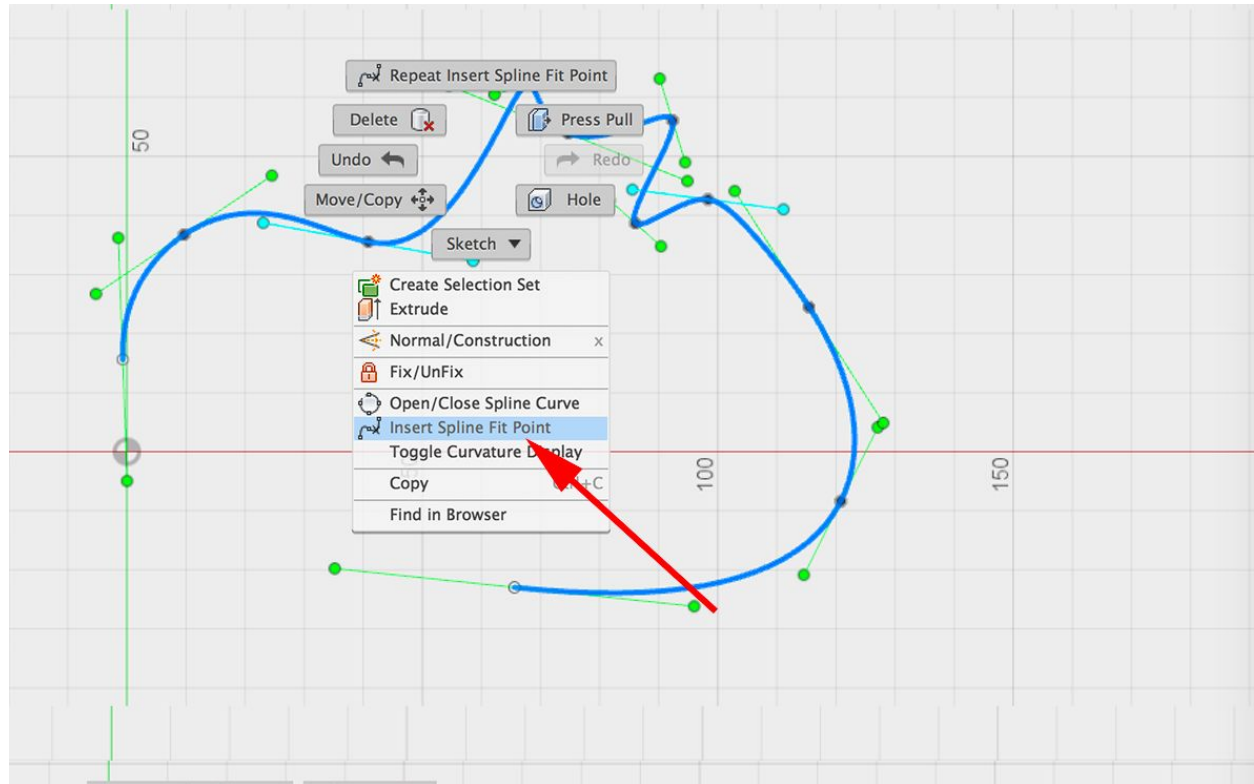 Repeat Insert Spline Fit Point
50
Delete
Press Pull
Undo
Redo
Move/Copy
Hole
Sketch
Create Selection Set
Extrude
Normal/Construction x
Fix/UnFix
Open/Close Spline Curve
Insert Spline Fit Point
Toggle Curvature Display
100
150
Copy
Find in Browser